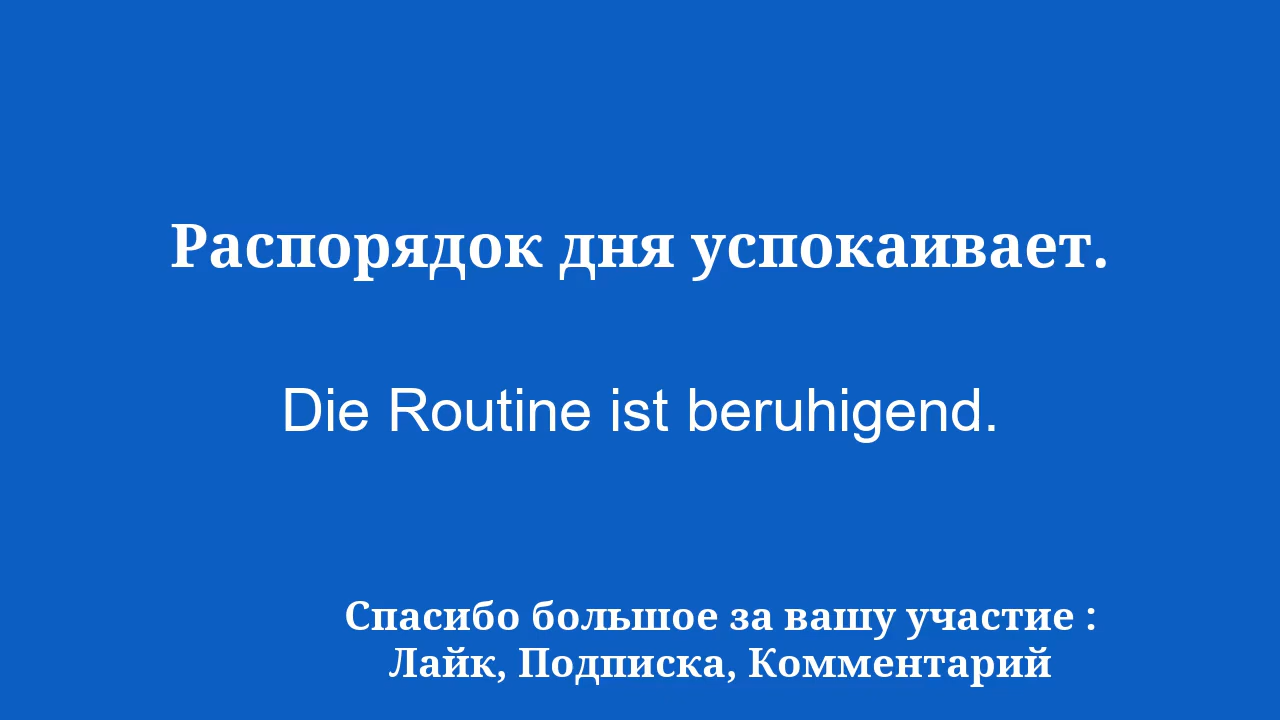 Распорядок дня успокаивает.
Die Routine ist beruhigend.
Спасибо большое за вашу участие :
Лайк, Подписка, Комментарий